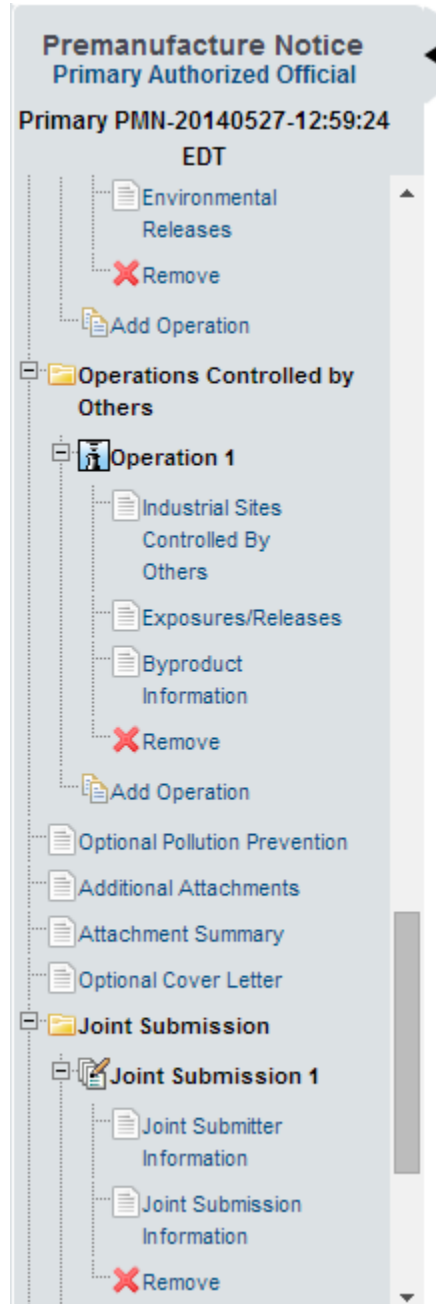 Premanufacture Notice
Primary Authorized Official
Primary PMN-20140527-12:59:24
EDT
Environmental
Releases
Remove
Add Operation
Operations Controlled by
Others
Operation 1
Industrial Sites
Controlled By
Others
Exposures/Releases
Byproduct
Information
Remove
Add Operation
Optional Pollution Prevention
Additional Attachments
Attachment Summary
Optional Cover Letter
Joint Submission
Joint Submission 1
Joint Submitter
Information
Joint Submission
Information
Remove